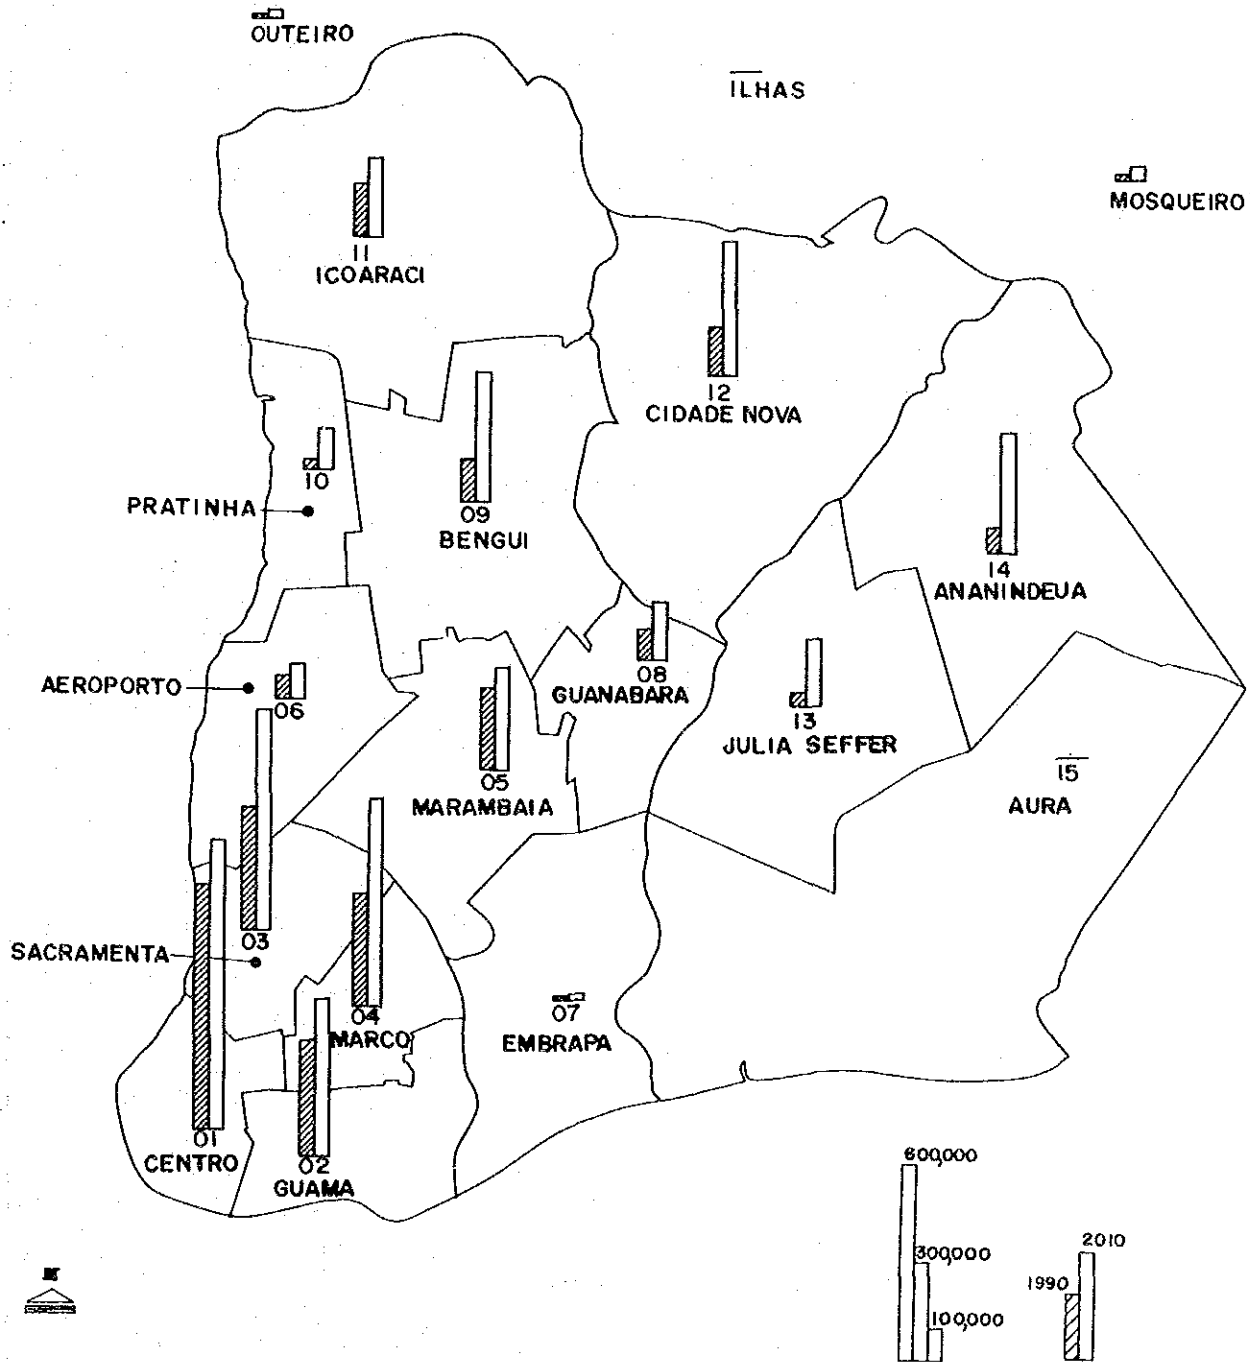 OUTEIRO
ILHAS
MOSQUEIRO
11
ICOARACI
12
CIDADE NOVA
10
PRATINHA
09
BENGUI
14
ANANINDEUA
AEROPORTO
06
08
GUANABARA
13
JULIA SEFFER
05
MARAMBAIA
15
AURA
03
SACRAMENTA
04
MARCO
07
EMBRAPA
01
CENTRO
02
GUAMA
600,000
300,000
100,000
1990
2010